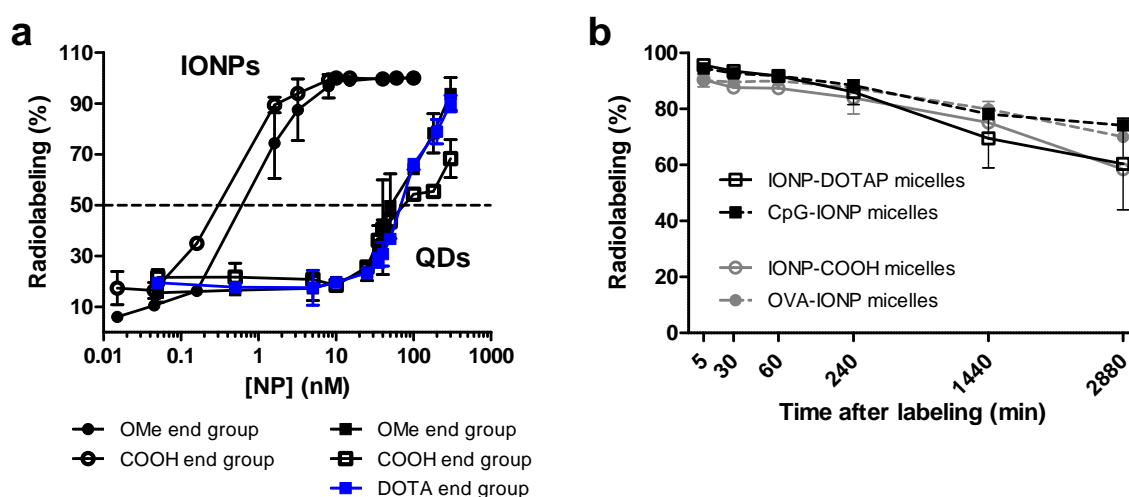 a
IONPs
QDs
Radiolabeling (%)
110
90
70
50
30
10
0.01 0.1 1 10 100 1000
[NP] (nM)
OMe end group
COOH end group
OMe end group
COOH end group
DOTA end group
b
Radiolabeling (%)
100
80
60
40
20
0
IONP-DOTAP micelles
CpG-IONP micelles
IONP-COOH micelles
OVA-IONP micelles
5 30 60 240 1440 2880
Time after labeling (min)